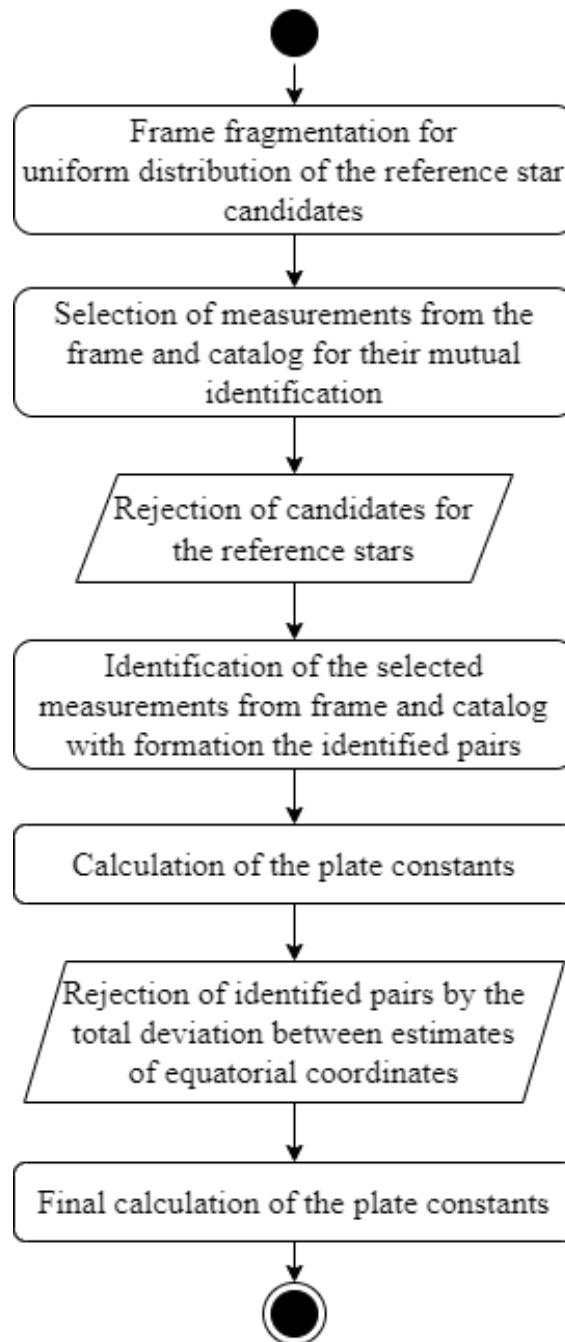 Frame fragmentation for
uniform distribution of the reference star
candidates
Selection of measurements from the
frame and catalog for their mutual
identification
Rejection of candidates for
the reference stars
Identification of the selected
measurements from frame and catalog
with formation the identified pairs
Calculation of the plate constants
Rejection of identified pairs by the
total deviation between estimates
of equatorial coordinates
Final calculation of the plate constants